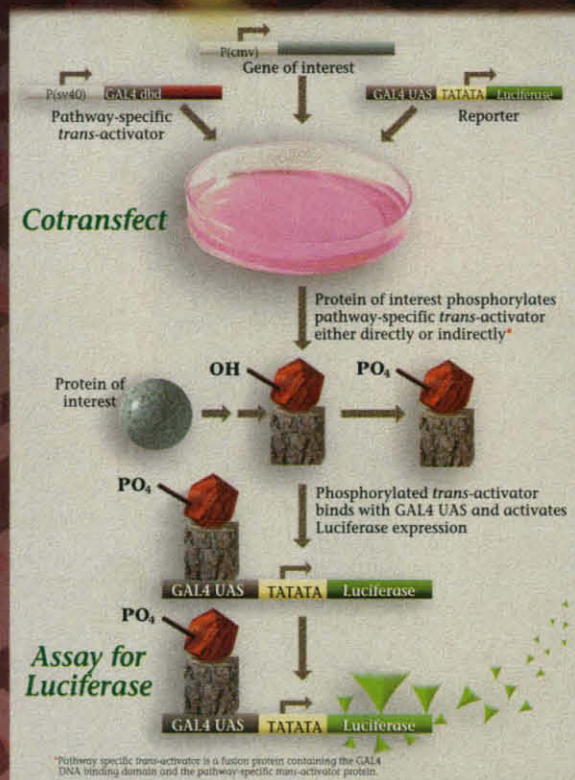 P(cmv)
Gene of interest
P(sv40) GAL4 dbd
Pathway-specific
trans-activator
GAL4 UAS TATATA Luciferase
Reporter
Cotransfect
Protein of interest phosphorylates
pathway-specific trans-activator
either directly or indirectly*
Protein of
interest
OH
PO₄
PO₄
Phosphorylated trans-activator
binds with GAL4 UAS and activates
Luciferase expression
GAL4 UAS TATATA Luciferase
PO₄
Assay for
Luciferase
GAL4 UAS TATATA Luciferase
*Pathway specific trans-activator is a fusion protein containing the GAL4
DNA binding domain and the pathway-specific trans-activator protein.